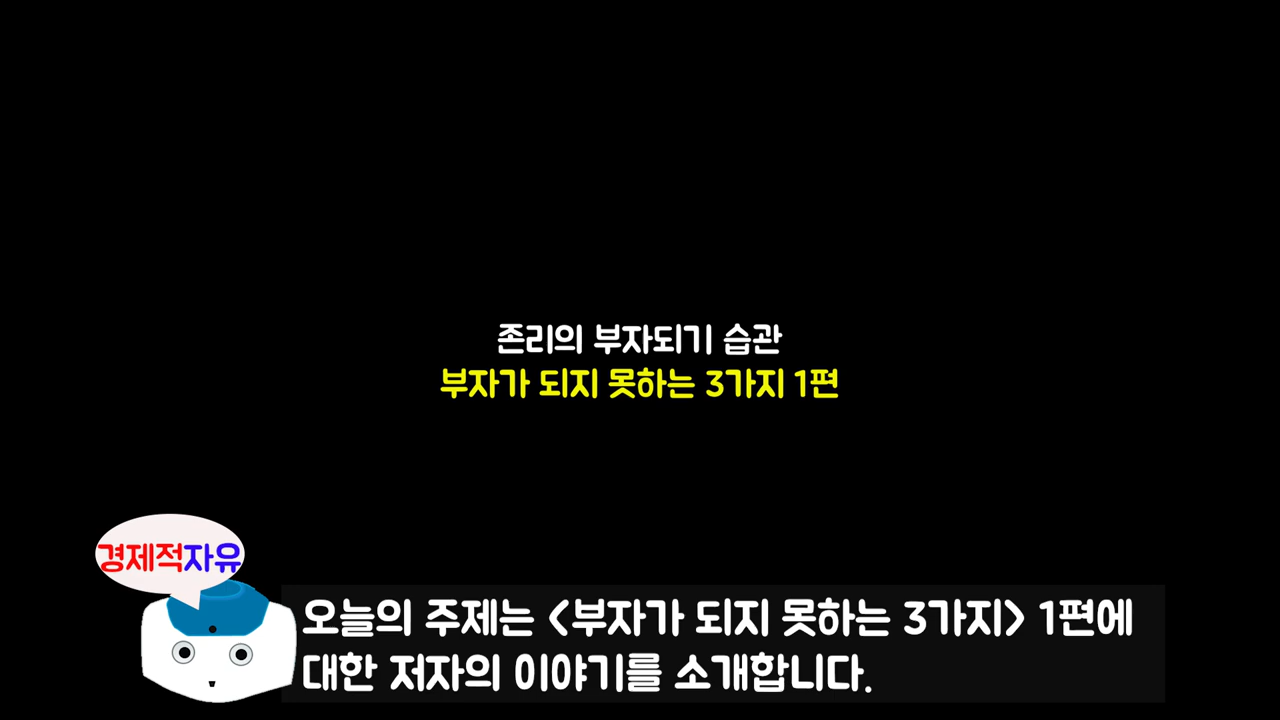 존리의 부자되기 습관
부자가 되지 못하는 3가지 1편
경제적자유
오늘의 주제는 <부자가 되지 못하는 3가지> 1편에
대한 저자의 이야기를 소개합니다.